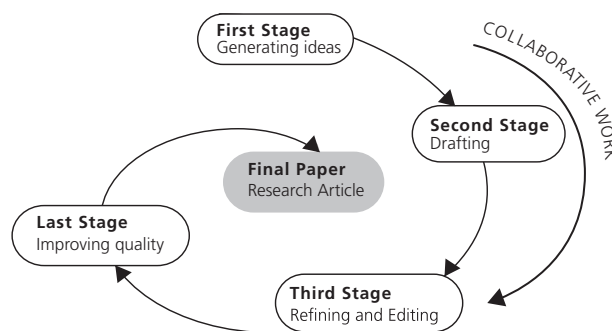 First Stage
Generating ideas
COLLABORATIVE WORK
Second Stage
Drafting
Final Paper
Research Article
Last Stage
Improving quality
Third Stage
Refining and Editing